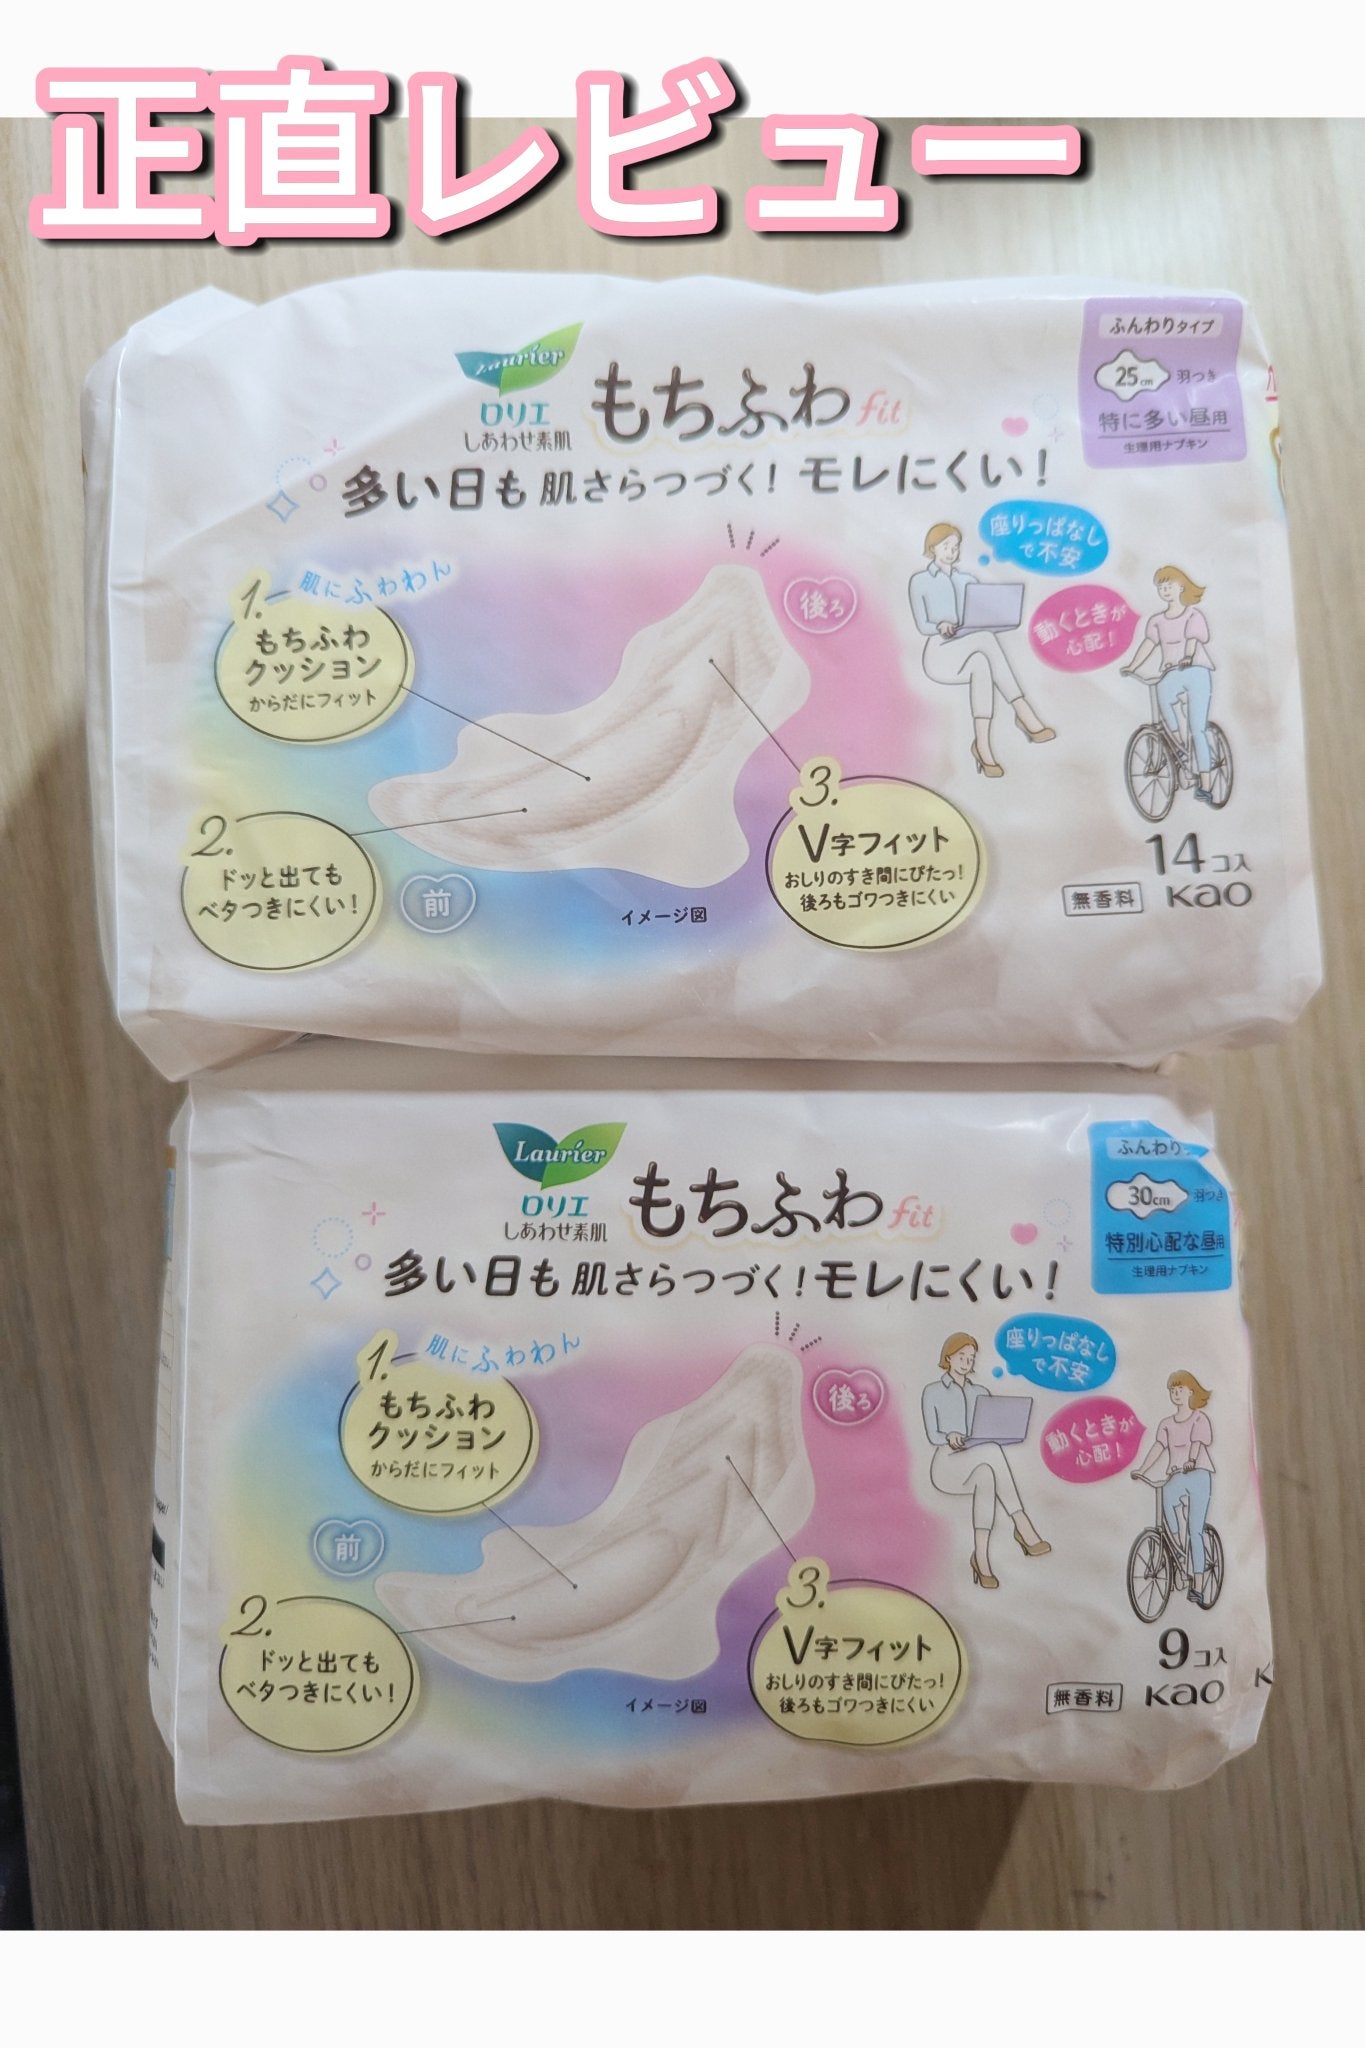 正直レビュー
Laurier
ロリエ
しあわせ素肌
もちふわfit
ふんわりタイプ
25cm 羽つき
特に多い昼用
生理用ナプキン
多い日も肌さらつづく!モレにくい!
座りっぱなし
で不安
動くときが
心配!
1.
肌にふわわん
もちふわ
クッション
からだにフィット
後ろ
2.
ドッと出ても
ベタつきにくい!
前
3.
V字フィット
おしりのすき間にぴたっ!
後ろもゴワつきにくい
イメージ図
14コ入
無香料 Kao
Laurier
ロリエ
しあわせ素肌
もちふわfit
ふんわり
30cm 羽つき
特別心配な昼用
生理用ナプキン
多い日も肌さらつづく!モレにくい!
座りっぱなし
で不安
動くときが
心配!
1.
肌にふわわん
もちふわ
クッション
からだにフィット
後ろ
前
2.
ドッと出ても
ベタつきにくい!
3.
V字フィット
おしりのすき間にぴたっ!
後ろもゴワつきにくい
イメージ図
9コ入
無香料 Kao